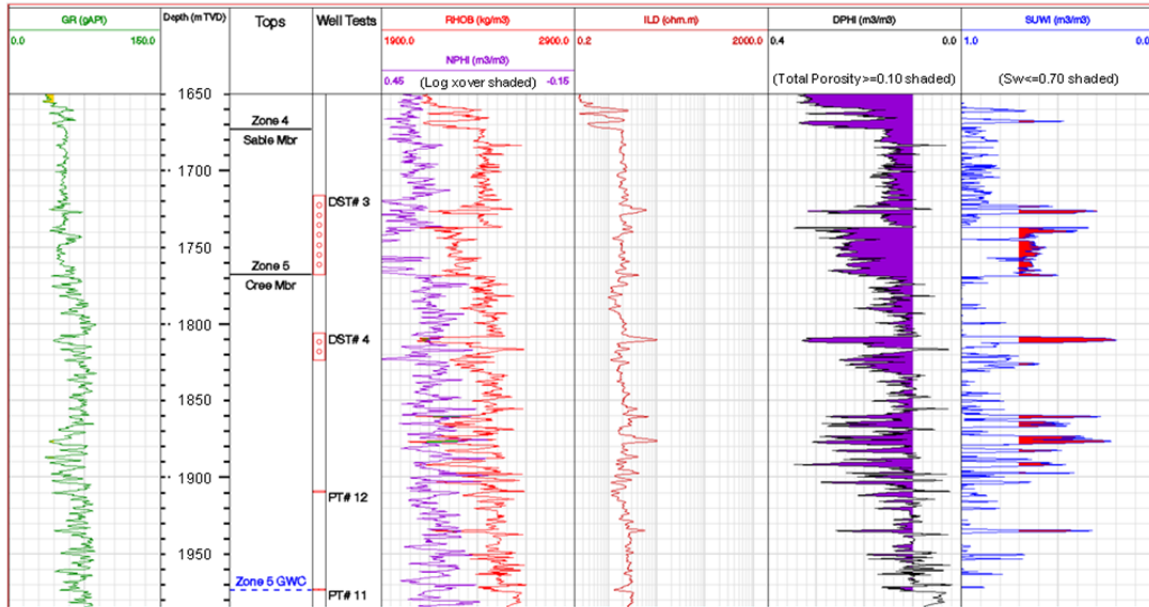 GR (gAPI)
0.0 150.0
Depth (m TVD)
Tops
Well Tests
RHOB (kg/m3)
1900.0 2900.0
NPHI (m3/m3)
0.45 (Log xover shaded) -0.15
ILD (ohm.m)
0.2 2000.0
DPHI (m3/m3)
0.4 0.0
(Total Porosity>=0.10 shaded)
SUWI (m3/m3)
1.0 0.0
(Sw<=0.70 shaded)
1650
Zone 4
Sable Mbr
1700
DST# 3
1750
Zone 5
Cree Mbr
1800
DST# 4
1850
1900
PT# 12
1950
Zone 5 GWC
PT# 11